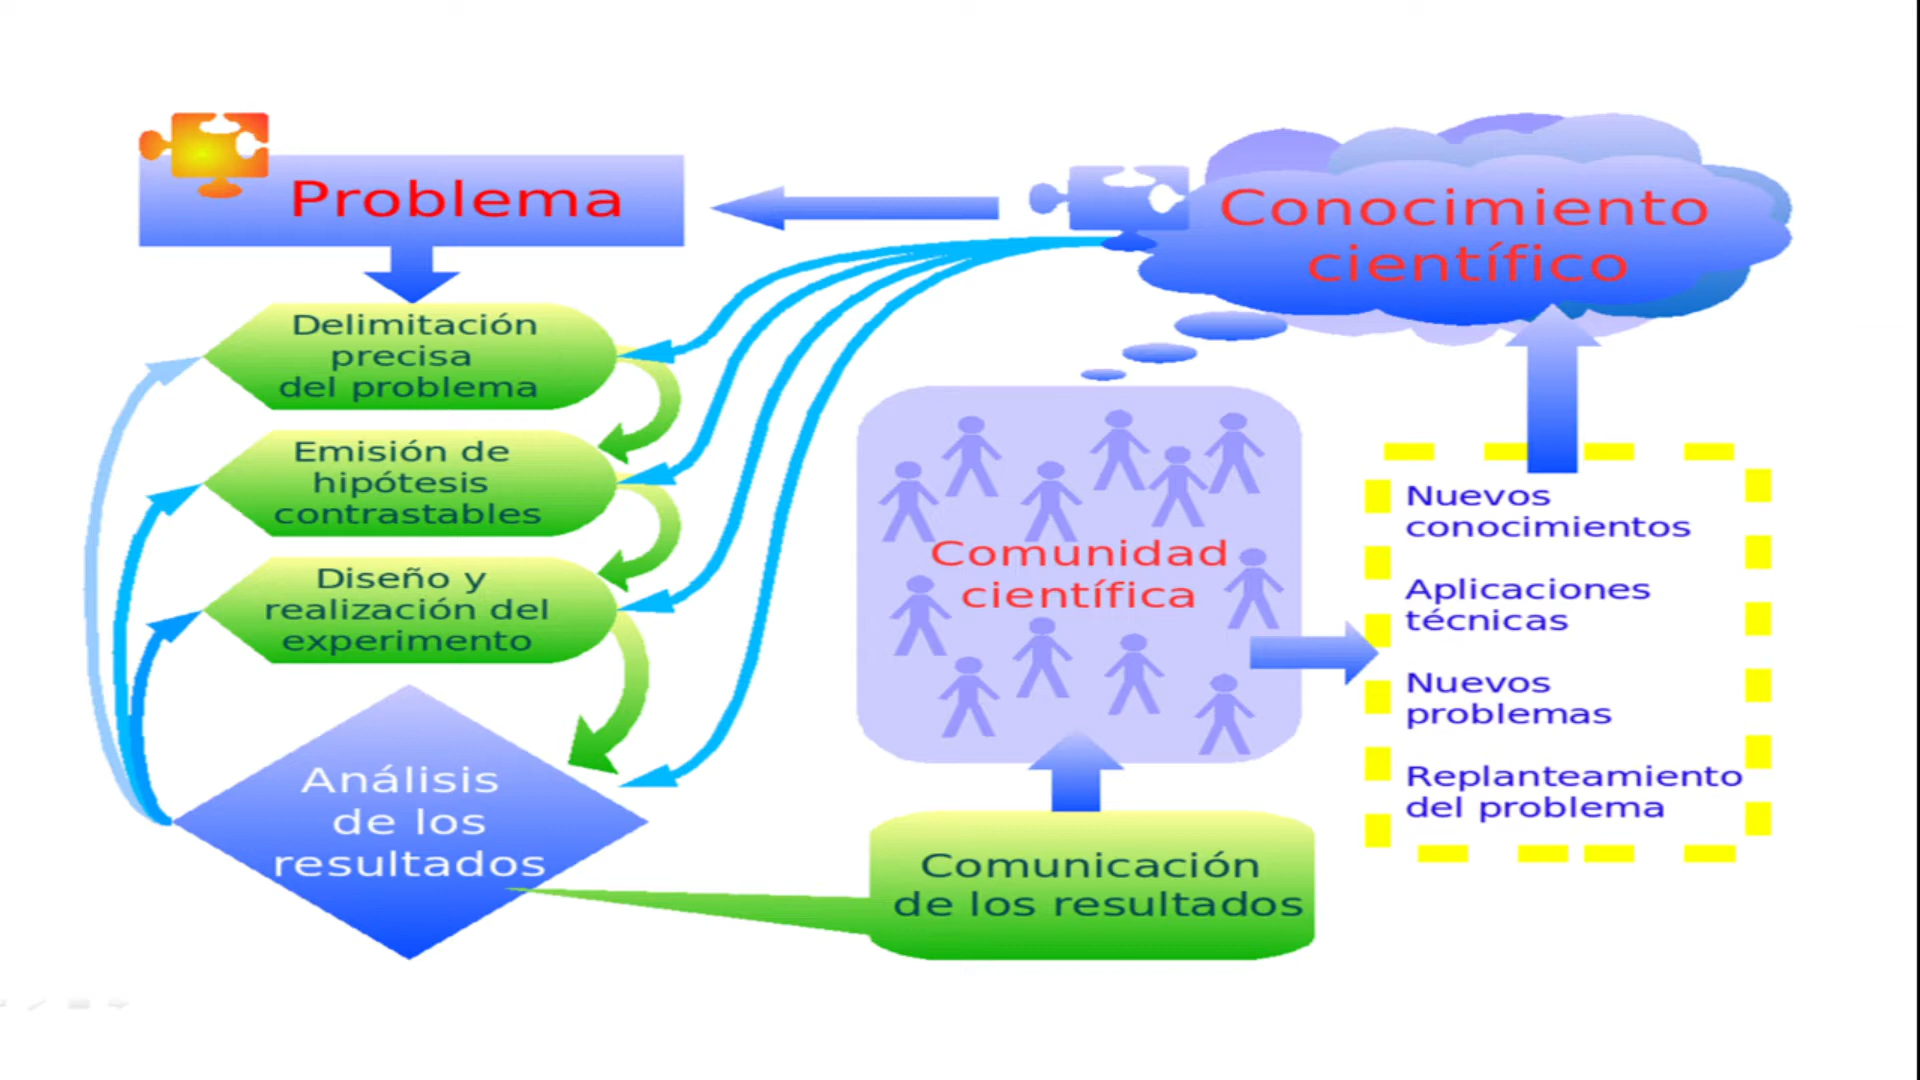 Problema
Conocimiento
científico
Delimitación
precisa
del problema
Emisión de
hipótesis
contrastables
Diseño y
realización del
experimento
Análisis
de los
resultados
Comunidad
científica
Comunicación
de los resultados
Nuevos
conocimientos
Aplicaciones
técnicas
Nuevos
problemas
Replanteamiento
del problema